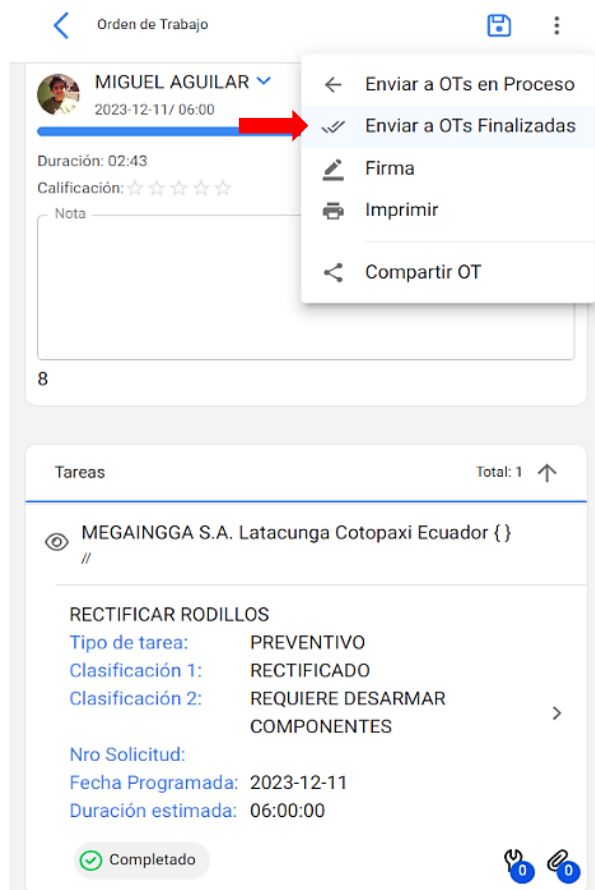 Orden de Trabajo
MIGUEL AGUILAR
2023-12-11/ 06:00
Enviar a OTs en Proceso
Enviar a OTs Finalizadas
Firma
Imprimir
Compartir OT
Duración: 02:43
Calificación:
Nota
8
Tareas Total: 1
MEGAINGGA S.A. Latacunga Cotopaxi Ecuador { }
//
RECTIFICAR RODILLOS
Tipo de tarea: PREVENTIVO
Clasificación 1: RECTIFICADO
Clasificación 2: REQUIERE DESARMAR
COMPONENTES
Nro Solicitud:
Fecha Programada: 2023-12-11
Duración estimada: 06:00:00
Completado 0 0